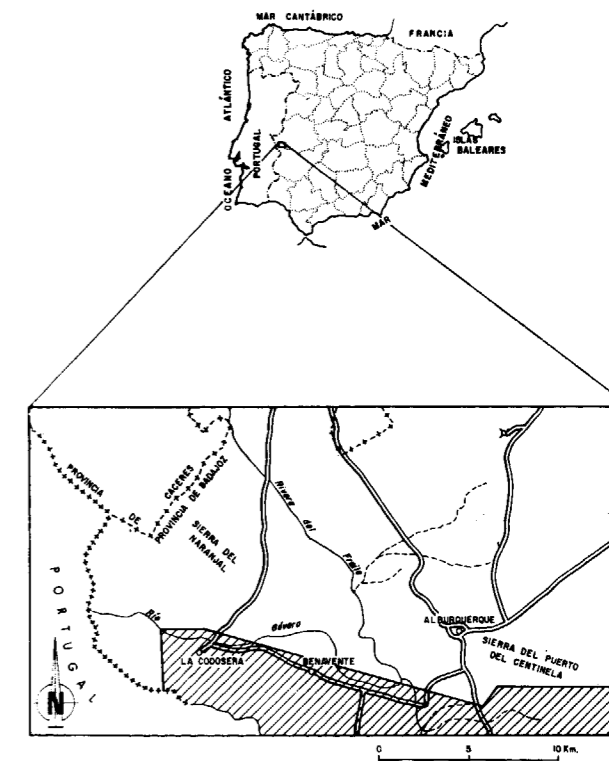 MAR CANTÁBRICO
FRANCIA
ATLÁNTICO
OCEANO
PORTUGAL
MEDITERRÁNEO
MAR
ISLAS
BALEARES
PROVINCIA
DE
CACERES
PROVINCIA DE BADAJOZ
SIERRA DEL
NARANJAL
Rivera del Fraile
PORTUGAL
Río Gévora
LA CODOSERA
BENAVENTE
ALBURQUERQUE
SIERRA DEL PUERTO
DEL CENTINELA
N
0 5 10 Km.